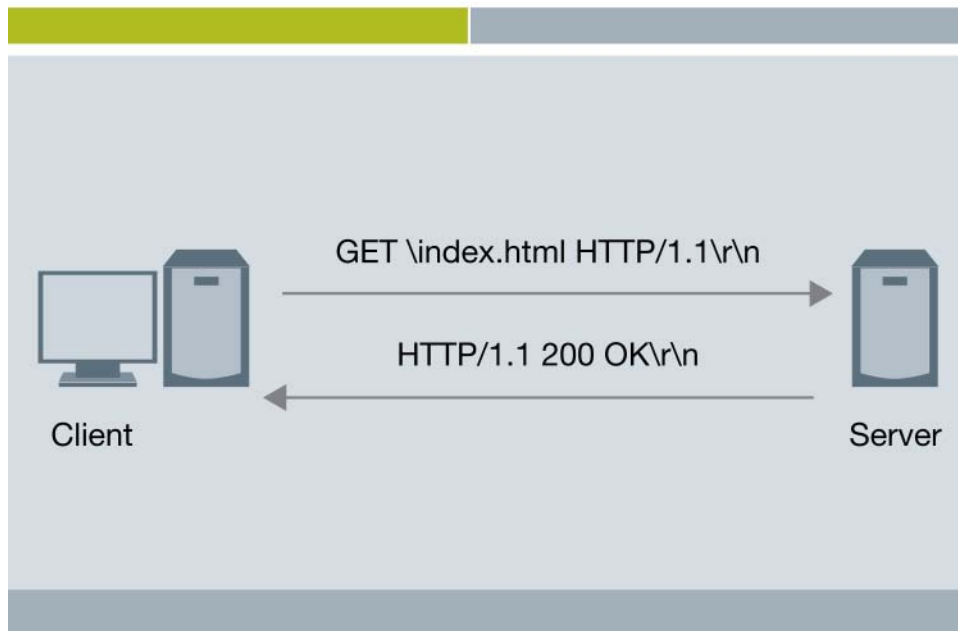 GET \index.html HTTP/1.1\r\n
HTTP/1.1 200 OK\r\n
Client
Server